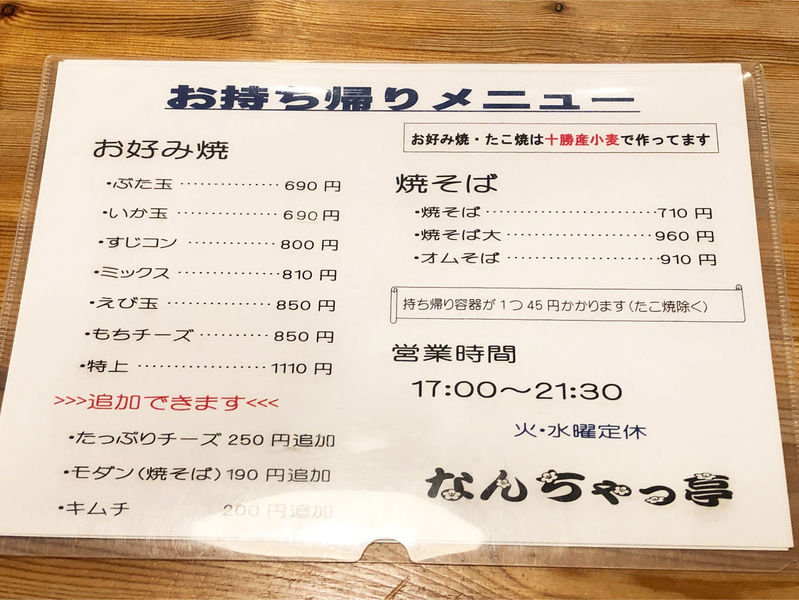 お持ち帰りメニュー
お好み焼
・ぶた玉 ・・・・・・・・・・・・・・ 690 円
・いか玉 ・・・・・・・・・・・・・・ 690 円
・すじコン ・・・・・・・・・・・・ 800 円
・ミックス ・・・・・・・・・・・・・・ 810 円
・えび玉 ・・・・・・・・・・・・・・ 850 円
・もちチーズ ・・・・・・・・・・ 850 円
・特上 ・・・・・・・・・・・・・・・・・・ 1110 円
>>>追加できます<<<
・たっぷりチーズ 250 円追加
・モダン（焼そば）190 円追加
・キムチ 200 円追加
お好み焼・たこ焼は十勝産小麦で作ってます
焼そば
・焼そば ・・・・・・・・・・・・・・・・・・・・・・・・ 710 円
・焼そば大 ・・・・・・・・・・・・・・・・・・・・・ 960 円
・オムそば ・・・・・・・・・・・・・・・・・・・・・ 910 円
持ち帰り容器が１つ 45 円かかります（たこ焼除く）
営業時間
17:00～21:30
火・水曜定休
なんちゃっ亭